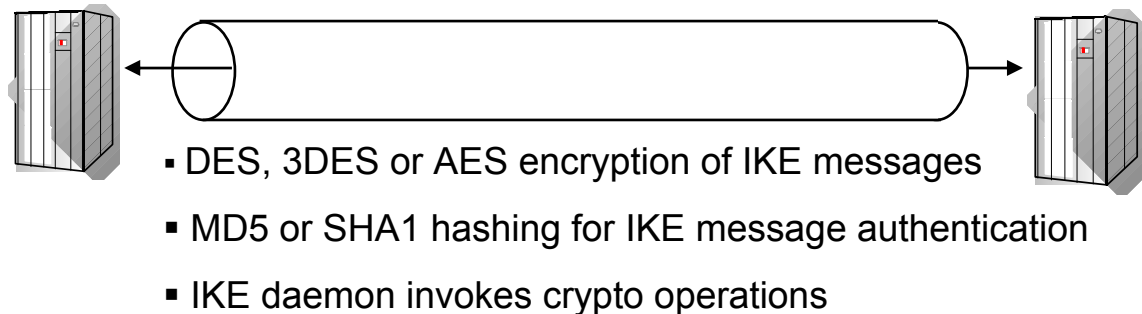 ▪ DES, 3DES or AES encryption of IKE messages
▪ MD5 or SHA1 hashing for IKE message authentication
▪ IKE daemon invokes crypto operations